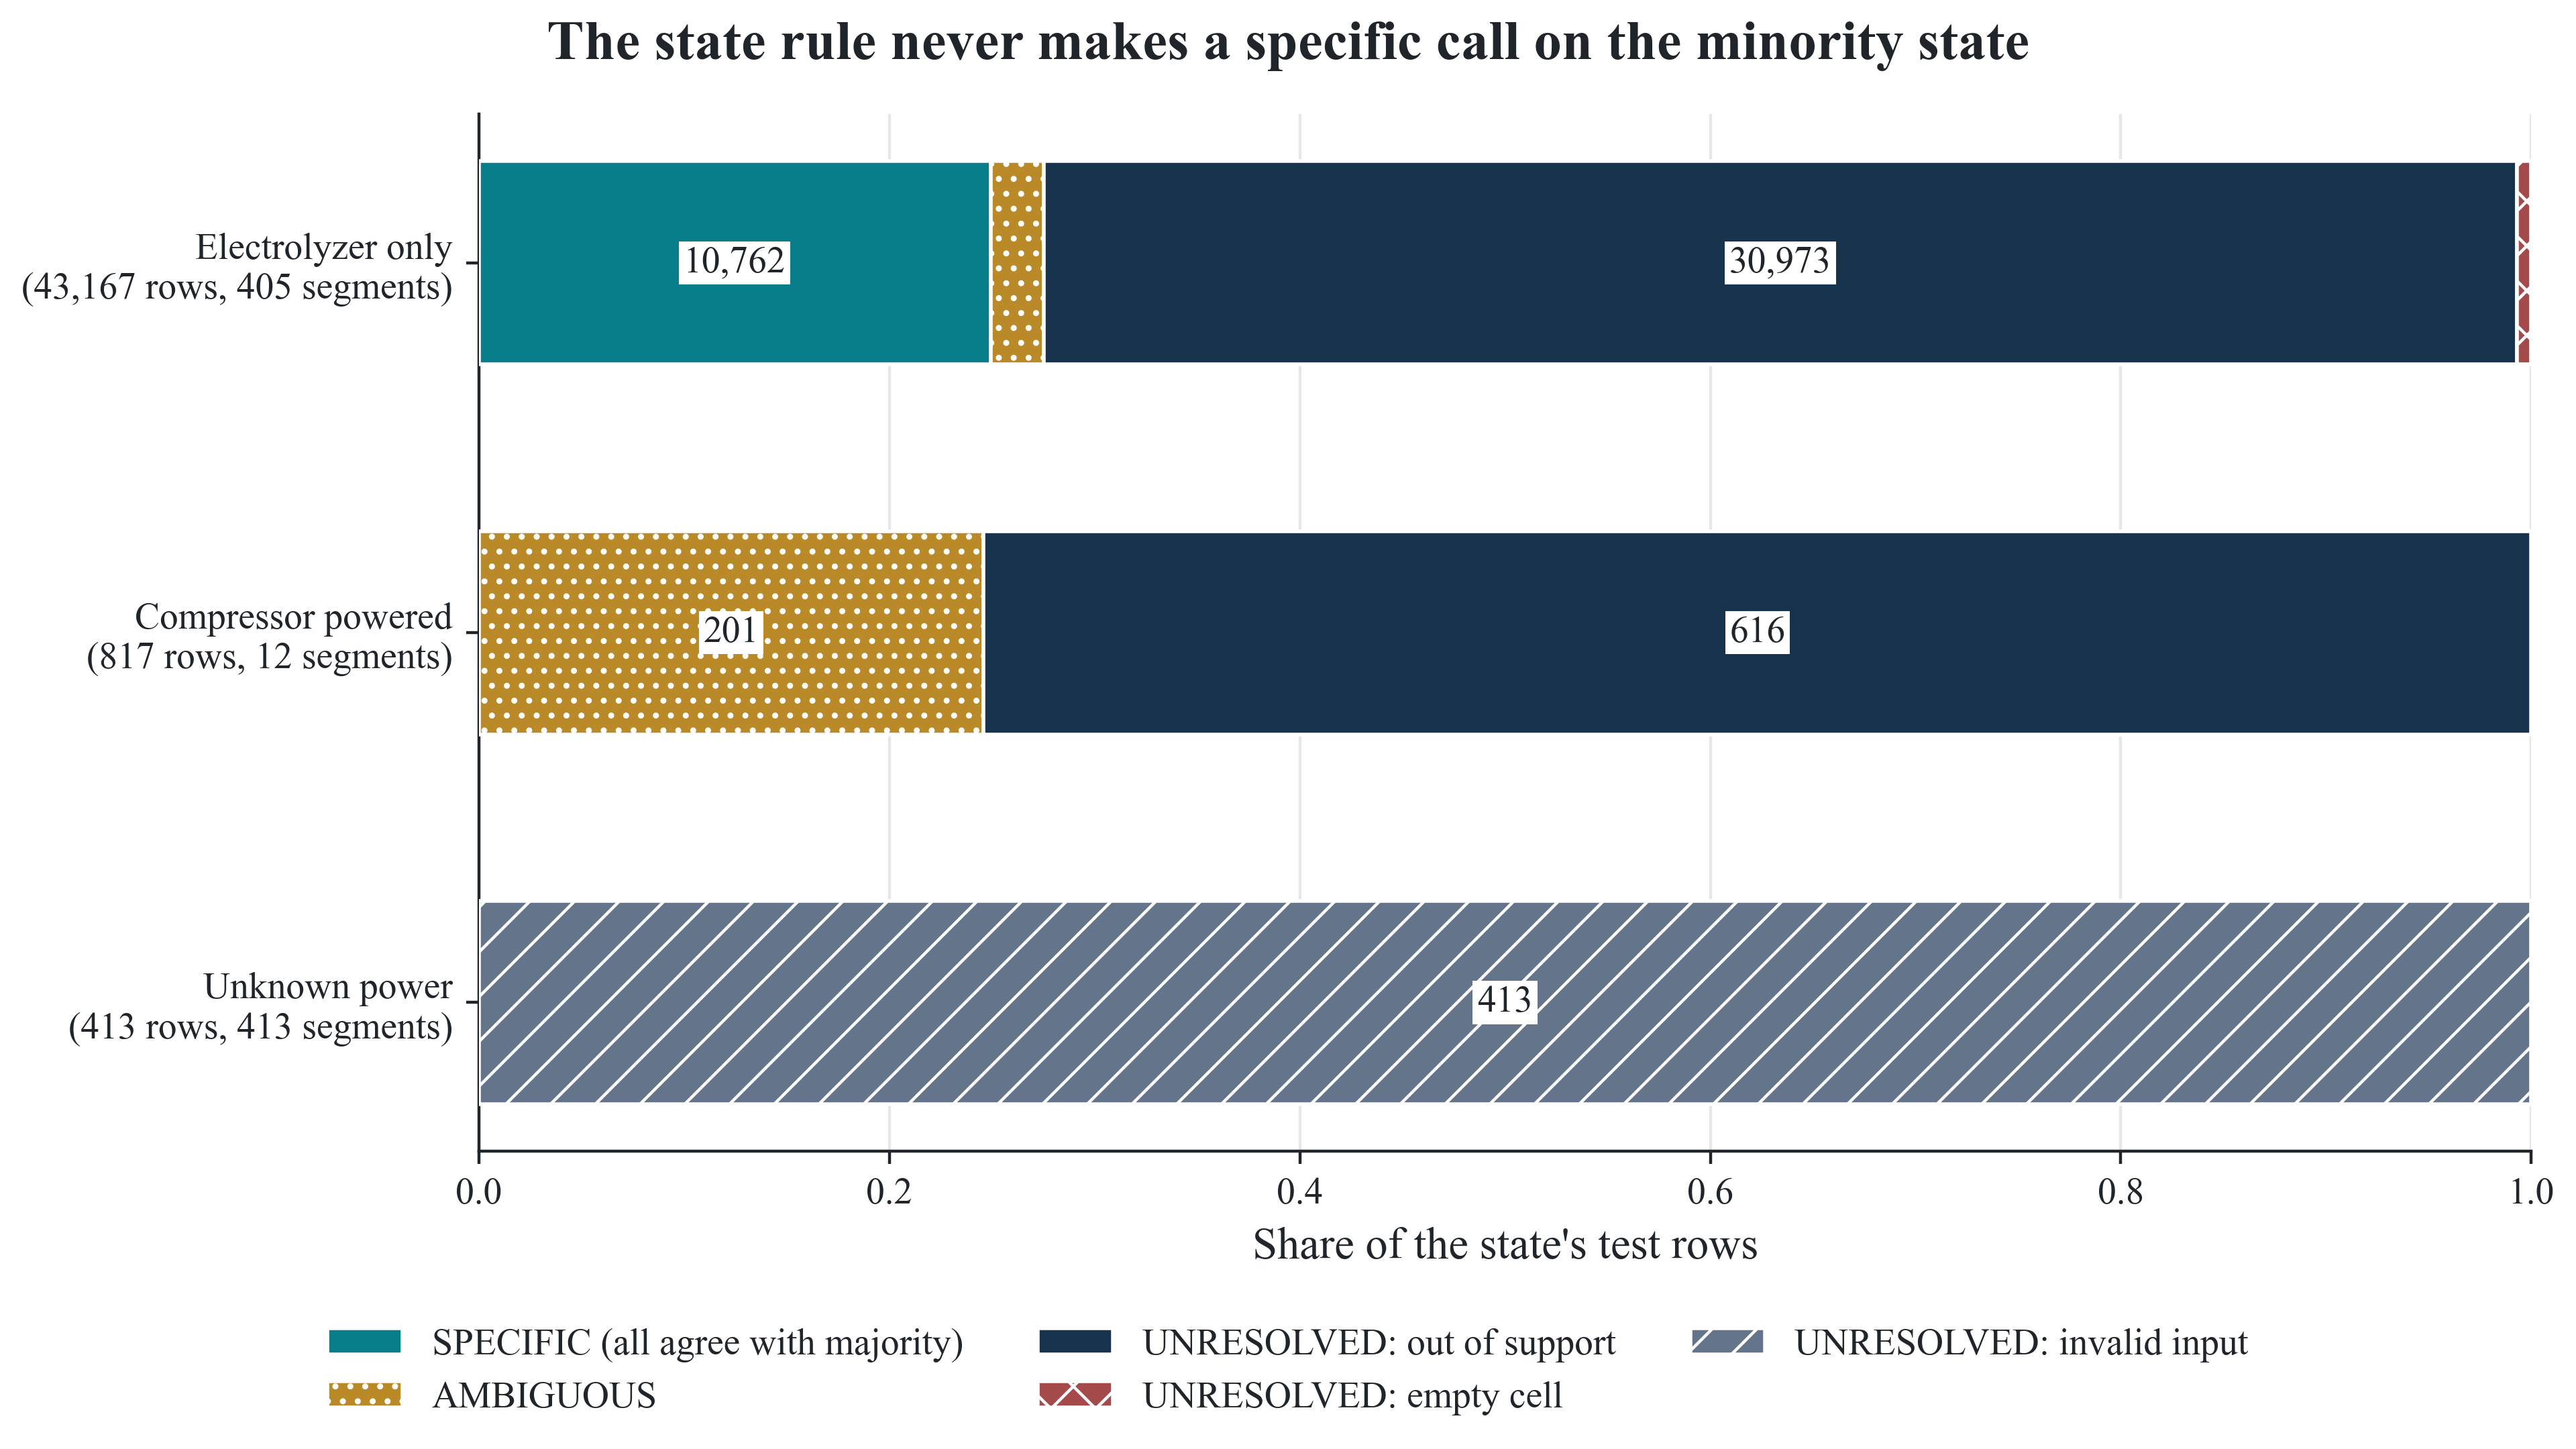 The state rule never makes a specific call on the minority state
Electrolyzer only
(43,167 rows, 405 segments)
10,762
30,973
Compressor powered
(817 rows, 12 segments)
201
616
Unknown power
(413 rows, 413 segments)
413
0.0
0.2
0.4
0.6
0.8
1.0
Share of the state's test rows
SPECIFIC (all agree with majority)
AMBIGUOUS
UNRESOLVED: out of support
UNRESOLVED: empty cell
UNRESOLVED: invalid input